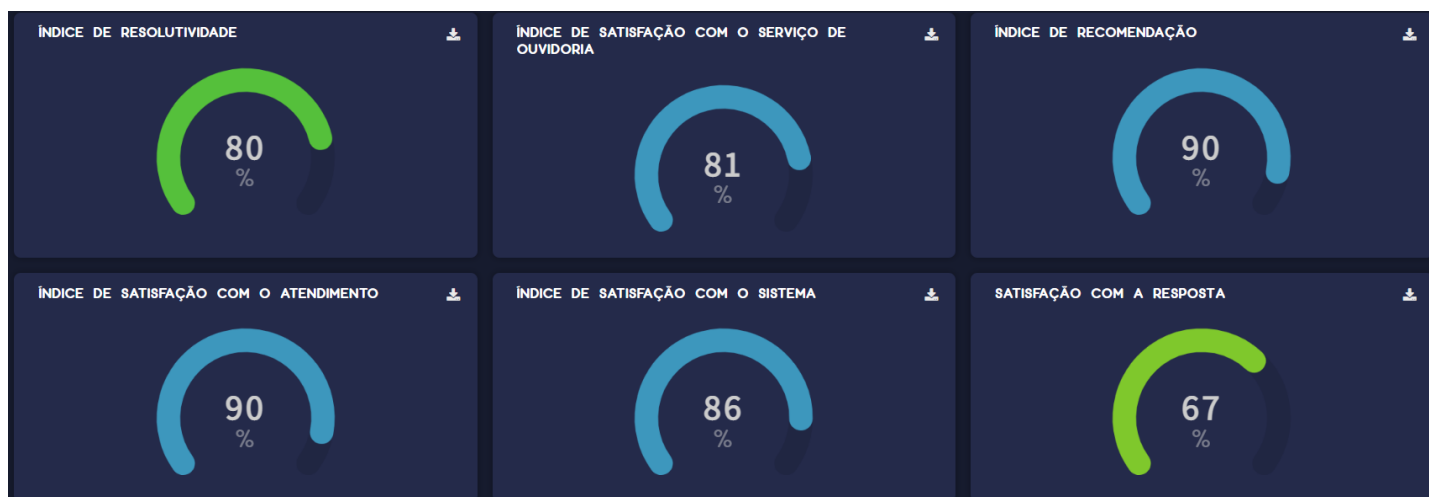 ÍNDICE DE RESOLUTIVIDADE
80
%
ÍNDICE DE SATISFAÇÃO COM O SERVIÇO DE
OUVIDORIA
81
%
ÍNDICE DE RECOMENDAÇÃO
90
%
ÍNDICE DE SATISFAÇÃO COM O ATENDIMENTO
90
%
ÍNDICE DE SATISFAÇÃO COM O SISTEMA
86
%
SATISFAÇÃO COM A RESPOSTA
67
%